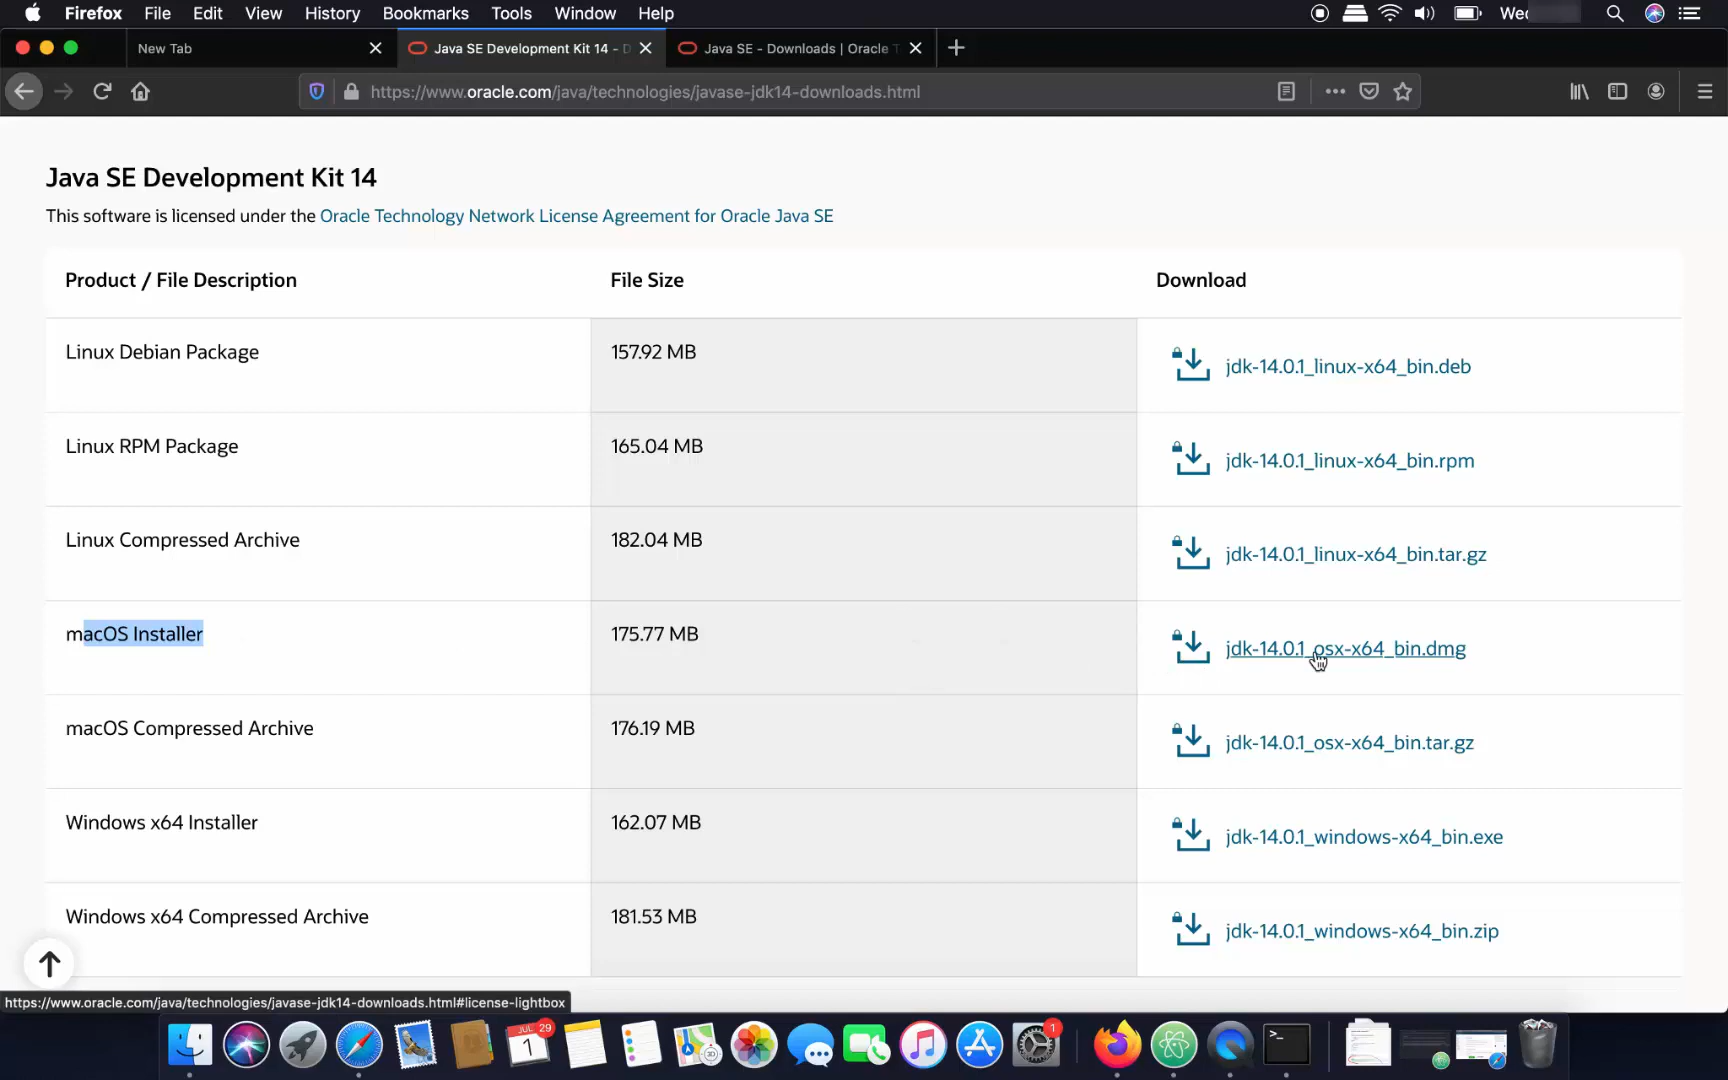 Firefox File Edit View History Bookmarks Tools Window Help Wed
New Tab Java SE Development Kit 14 - D Java SE - Downloads | Oracle T
https://www.oracle.com/java/technologies/javase-jdk14-downloads.html
Java SE Development Kit 14
This software is licensed under the Oracle Technology Network License Agreement for Oracle Java SE
Product / File Description File Size Download
Linux Debian Package 157.92 MB jdk-14.0.1_linux-x64_bin.deb
Linux RPM Package 165.04 MB jdk-14.0.1_linux-x64_bin.rpm
Linux Compressed Archive 182.04 MB jdk-14.0.1_linux-x64_bin.tar.gz
macOS Installer 175.77 MB jdk-14.0.1_osx-x64_bin.dmg
macOS Compressed Archive 176.19 MB jdk-14.0.1_osx-x64_bin.tar.gz
Windows x64 Installer 162.07 MB jdk-14.0.1_windows-x64_bin.exe
Windows x64 Compressed Archive 181.53 MB jdk-14.0.1_windows-x64_bin.zip
https://www.oracle.com/java/technologies/javase-jdk14-downloads.html#license-lightbox
JUL 29 1
3D
1
>_